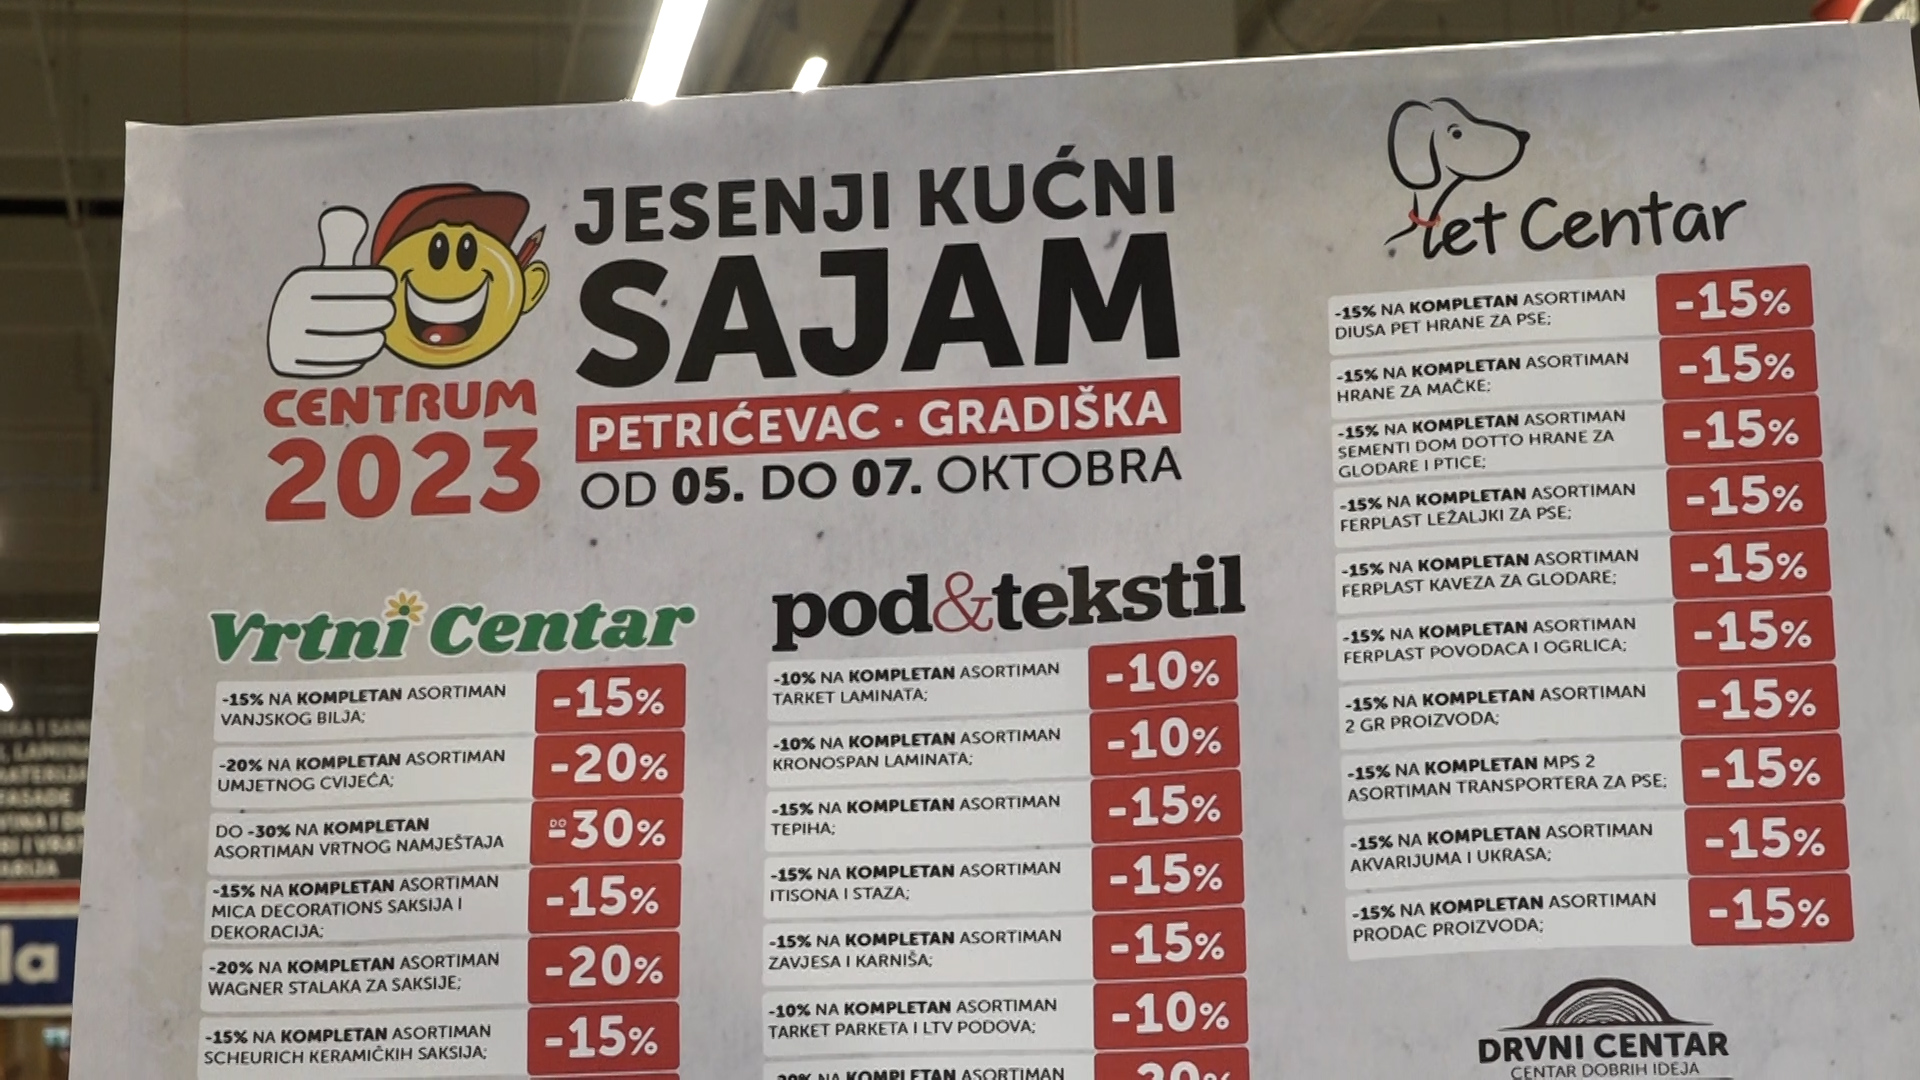 JESENJI KUĆNI
SAJAM
CENTRUM
2023
PETRIĆEVAC · GRADIŠKA
OD 05. DO 07. OKTOBRA
Vrtni Centar
-15% NA KOMPLETAN ASORTIMAN
VANJSKOG BILJA;
-15%
-20% NA KOMPLETAN ASORTIMAN
UMJETNOG CVIJEĆA;
-20%
DO -30% NA KOMPLETAN
ASORTIMAN VRTNOG NAMJEŠTAJA
DO
-30%
-15% NA KOMPLETAN ASORTIMAN
MICA DECORATIONS SAKSIJA I
DEKORACIJA;
-15%
-20% NA KOMPLETAN ASORTIMAN
WAGNER STALAKA ZA SAKSIJE;
-20%
-15% NA KOMPLETAN ASORTIMAN
SCHEURICH KERAMIČKIH SAKSIJA;
-15%
pod&tekstil
-10% NA KOMPLETAN ASORTIMAN
TARKET LAMINATA;
-10%
-10% NA KOMPLETAN ASORTIMAN
KRONOSPAN LAMINATA;
-10%
-15% NA KOMPLETAN ASORTIMAN
TEPIHA;
-15%
-15% NA KOMPLETAN ASORTIMAN
ITISONA I STAZA;
-15%
-15% NA KOMPLETAN ASORTIMAN
ZAVJESA I KARNIŠA;
-15%
-10% NA KOMPLETAN ASORTIMAN
TARKET PARKETA I LTV PODOVA;
-10%
-20% NA KOMPLETAN ASORTIMAN
-20%
Pet Centar
-15% NA KOMPLETAN ASORTIMAN
DIUSA PET HRANE ZA PSE;
-15%
-15% NA KOMPLETAN ASORTIMAN
HRANE ZA MAČKE;
-15%
-15% NA KOMPLETAN ASORTIMAN
SEMENTI DOM DOTTO HRANE ZA
GLODARE I PTICE;
-15%
-15% NA KOMPLETAN ASORTIMAN
FERPLAST LEŽALJKI ZA PSE;
-15%
-15% NA KOMPLETAN ASORTIMAN
FERPLAST KAVEZA ZA GLODARE;
-15%
-15% NA KOMPLETAN ASORTIMAN
FERPLAST POVODACA I OGRLICA;
-15%
-15% NA KOMPLETAN ASORTIMAN
2 GR PROIZVODA;
-15%
-15% NA KOMPLETAN MPS 2
ASORTIMAN TRANSPORTERA ZA PSE;
-15%
-15% NA KOMPLETAN ASORTIMAN
AKVARIJUMA I UKRASA;
-15%
-15% NA KOMPLETAN ASORTIMAN
PRODAC PROIZVODA;
-15%
DRVNI CENTAR
CENTAR DOBRIH IDEJA
la